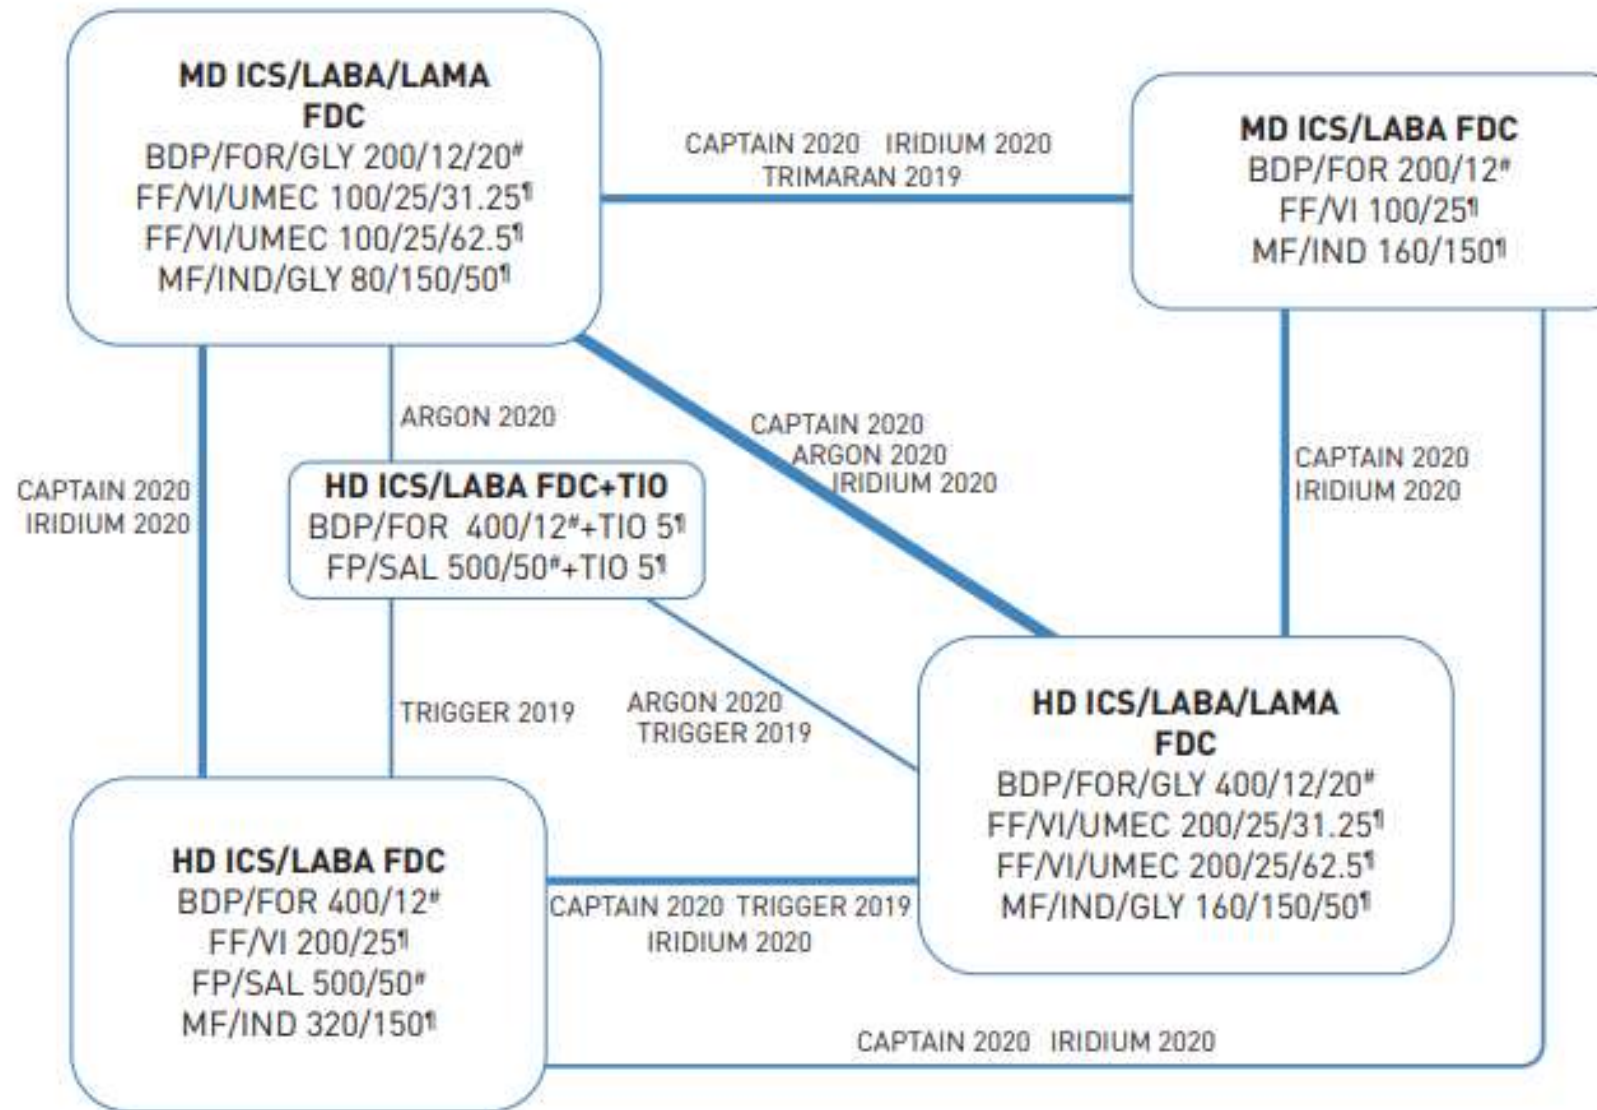 MD ICS/LABA/LAMA
FDC
BDP/FOR/GLY 200/12/20#
FF/VI/UMEC 100/25/31.25¶
FF/VI/UMEC 100/25/62.5¶
MF/IND/GLY 80/150/50¶
CAPTAIN 2020 IRIDIUM 2020
TRIMARAN 2019
MD ICS/LABA FDC
BDP/FOR 200/12#
FF/VI 100/25¶
MF/IND 160/150¶
CAPTAIN 2020
IRIDIUM 2020
ARGON 2020
HD ICS/LABA FDC+TIO
BDP/FOR 400/12#+TIO 5¶
FP/SAL 500/50#+TIO 5¶
CAPTAIN 2020
ARGON 2020
IRIDIUM 2020
CAPTAIN 2020
IRIDIUM 2020
TRIGGER 2019
ARGON 2020
TRIGGER 2019
HD ICS/LABA/LAMA
FDC
BDP/FOR/GLY 400/12/20#
FF/VI/UMEC 200/25/31.25¶
FF/VI/UMEC 200/25/62.5¶
MF/IND/GLY 160/150/50¶
HD ICS/LABA FDC
BDP/FOR 400/12#
FF/VI 200/25¶
FP/SAL 500/50#
MF/IND 320/150¶
CAPTAIN 2020 TRIGGER 2019
IRIDIUM 2020
CAPTAIN 2020 IRIDIUM 2020